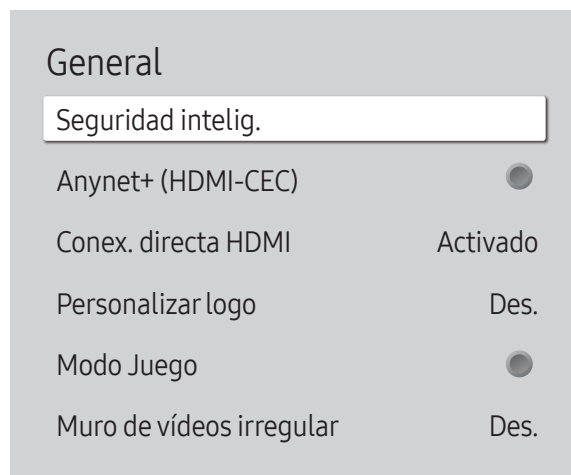 General
Seguridad intelig.
Anynet+ (HDMI-CEC)
Conex. directa HDMI Activado
Personalizar logo Des.
Modo Juego
Muro de vídeos irregular Des.